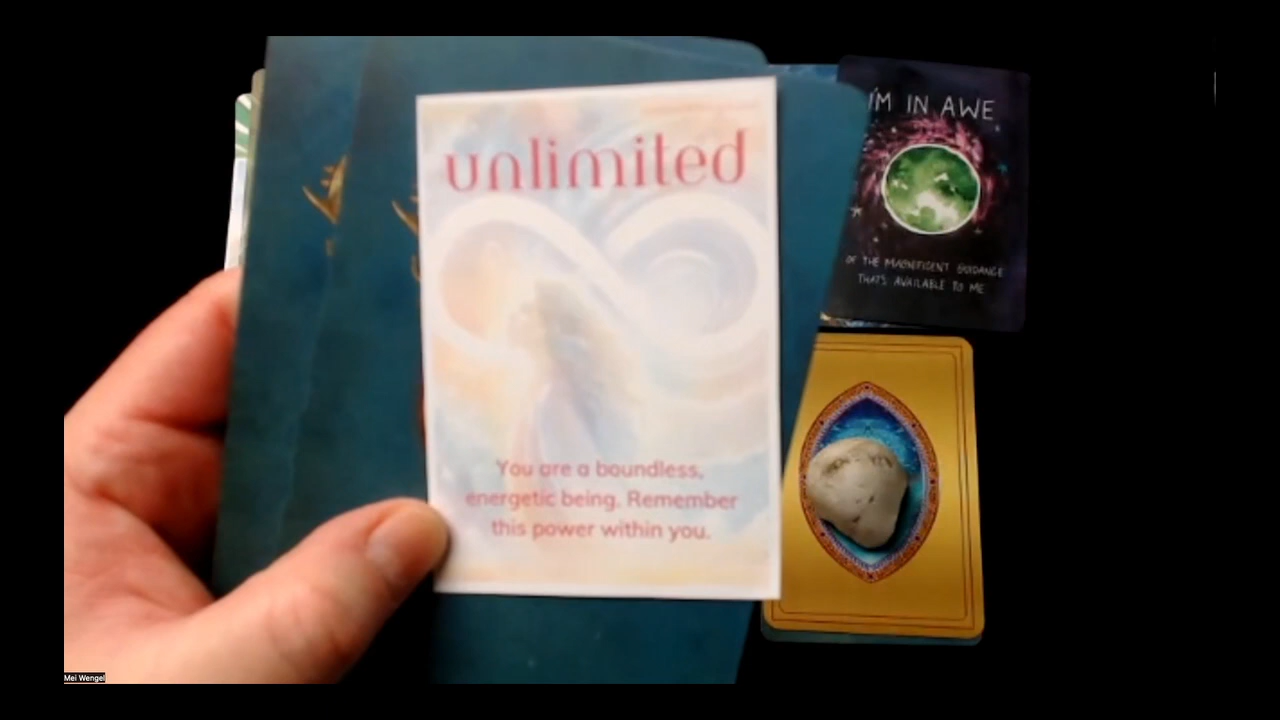 unlimited
You are a boundless,
energetic being. Remember
this power within you.
I'M IN AWE
OF THE MAGNIFICENT GUIDANCE
THAT'S AVAILABLE TO ME
Mei Wengel